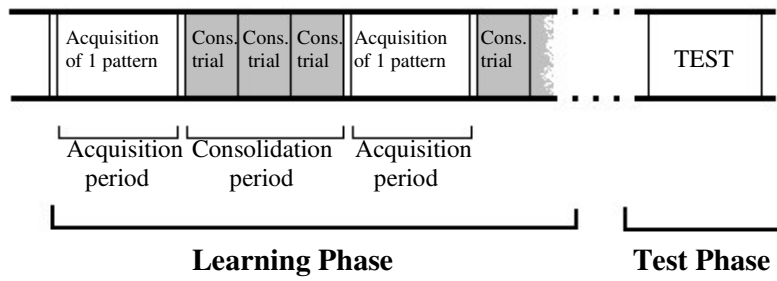 Acquisition of 1 pattern
Cons. trial
Cons. trial
Cons. trial
Acquisition of 1 pattern
Cons. trial
TEST
Acquisition period
Consolidation period
Acquisition period
Learning Phase
Test Phase